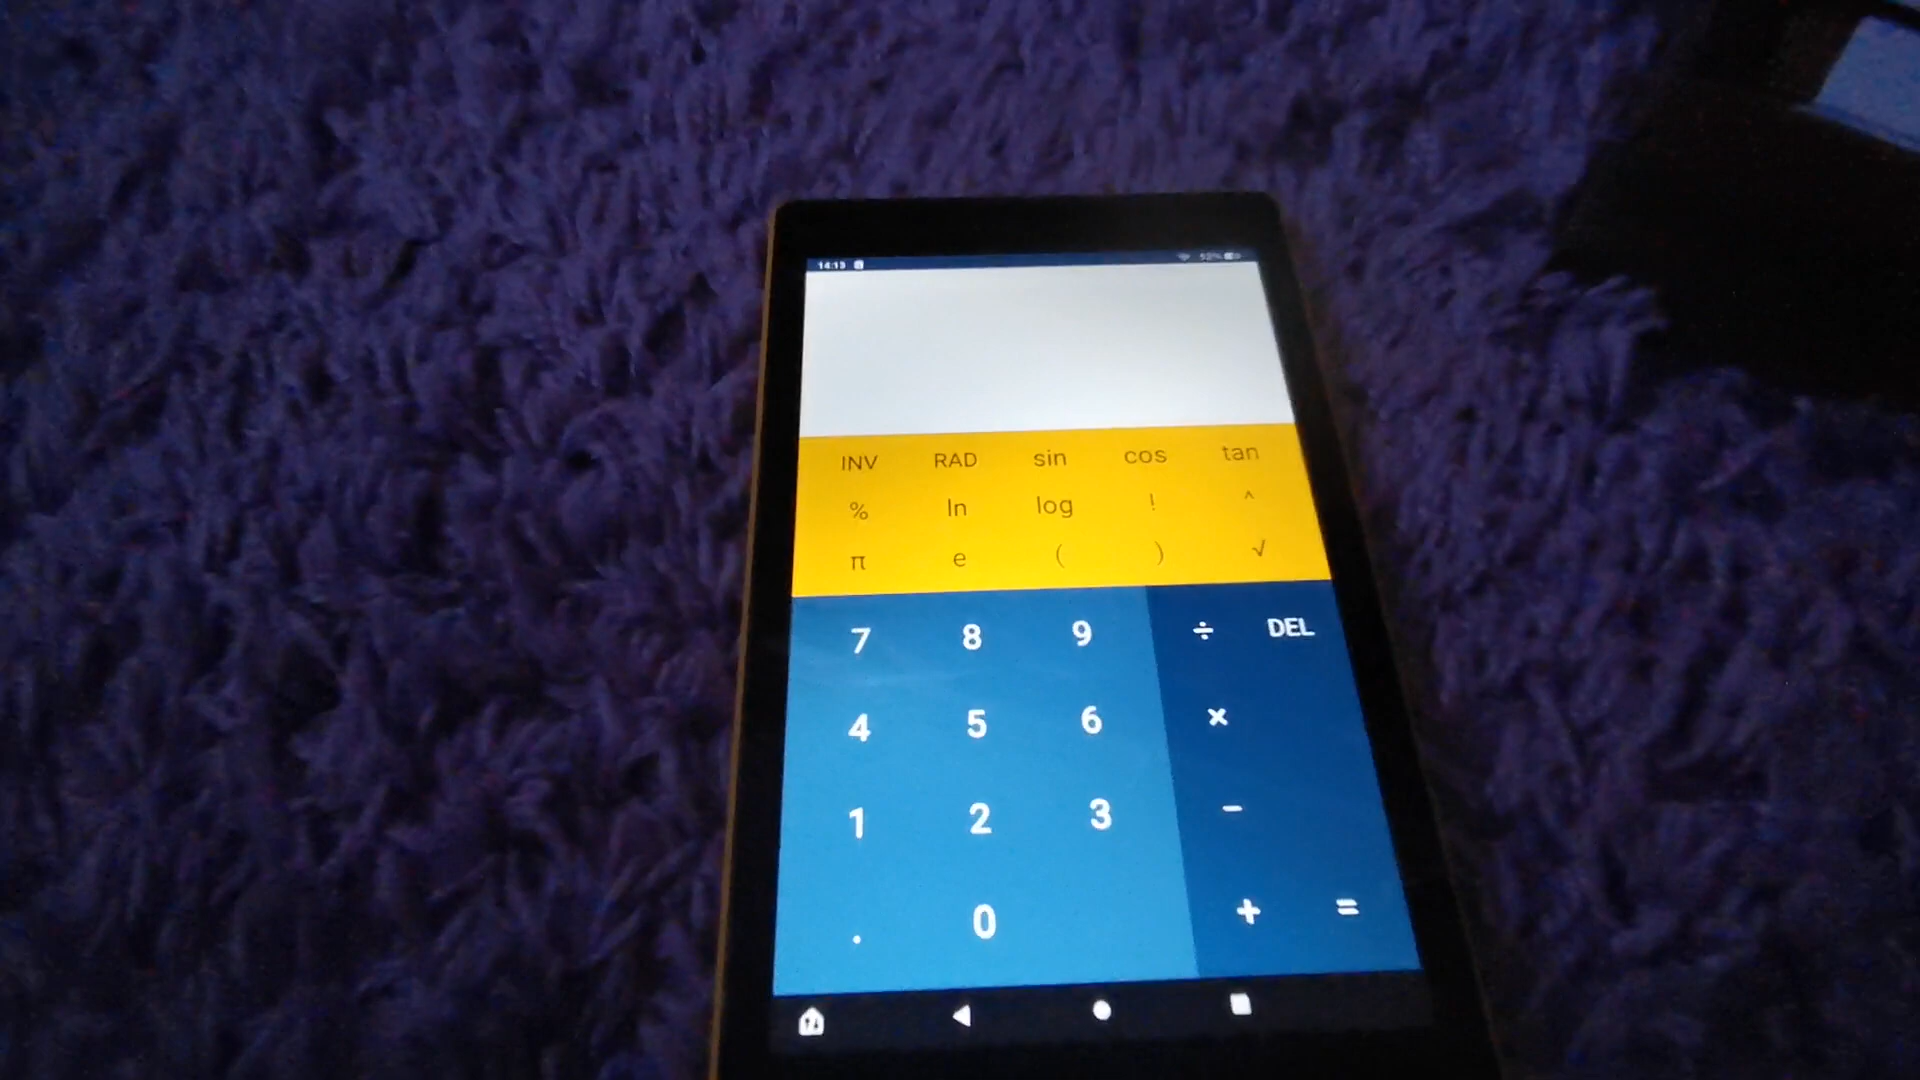 14:13 52%
INV RAD sin cos tan
% ln log ! ^
π e ( ) √
7 8 9 ÷ DEL
4 5 6 ×
1 2 3 −
. 0 + =